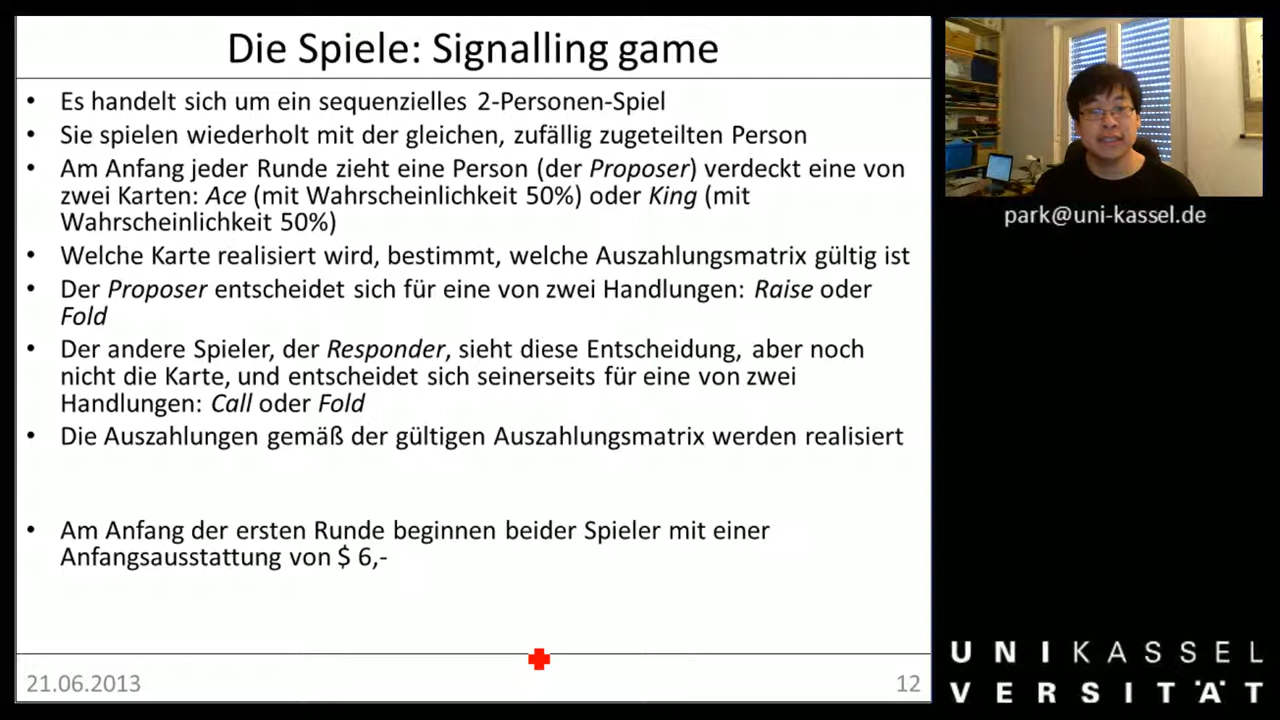 Die Spiele: Signalling game
• Es handelt sich um ein sequenzielles 2-Personen-Spiel
• Sie spielen wiederholt mit der gleichen, zufällig zugeteilten Person
• Am Anfang jeder Runde zieht eine Person (der Proposer) verdeckt eine von
zwei Karten: Ace (mit Wahrscheinlichkeit 50%) oder King (mit
Wahrscheinlichkeit 50%)
• Welche Karte realisiert wird, bestimmt, welche Auszahlungsmatrix gültig ist
• Der Proposer entscheidet sich für eine von zwei Handlungen: Raise oder
Fold
• Der andere Spieler, der Responder, sieht diese Entscheidung, aber noch
nicht die Karte, und entscheidet sich seinerseits für eine von zwei
Handlungen: Call oder Fold
• Die Auszahlungen gemäß der gültigen Auszahlungsmatrix werden realisiert
• Am Anfang der ersten Runde beginnen beider Spieler mit einer
Anfangsausstattung von $ 6,-
21.06.2013
12
park@uni-kassel.de
UNIKASSEL
VERSITÄT